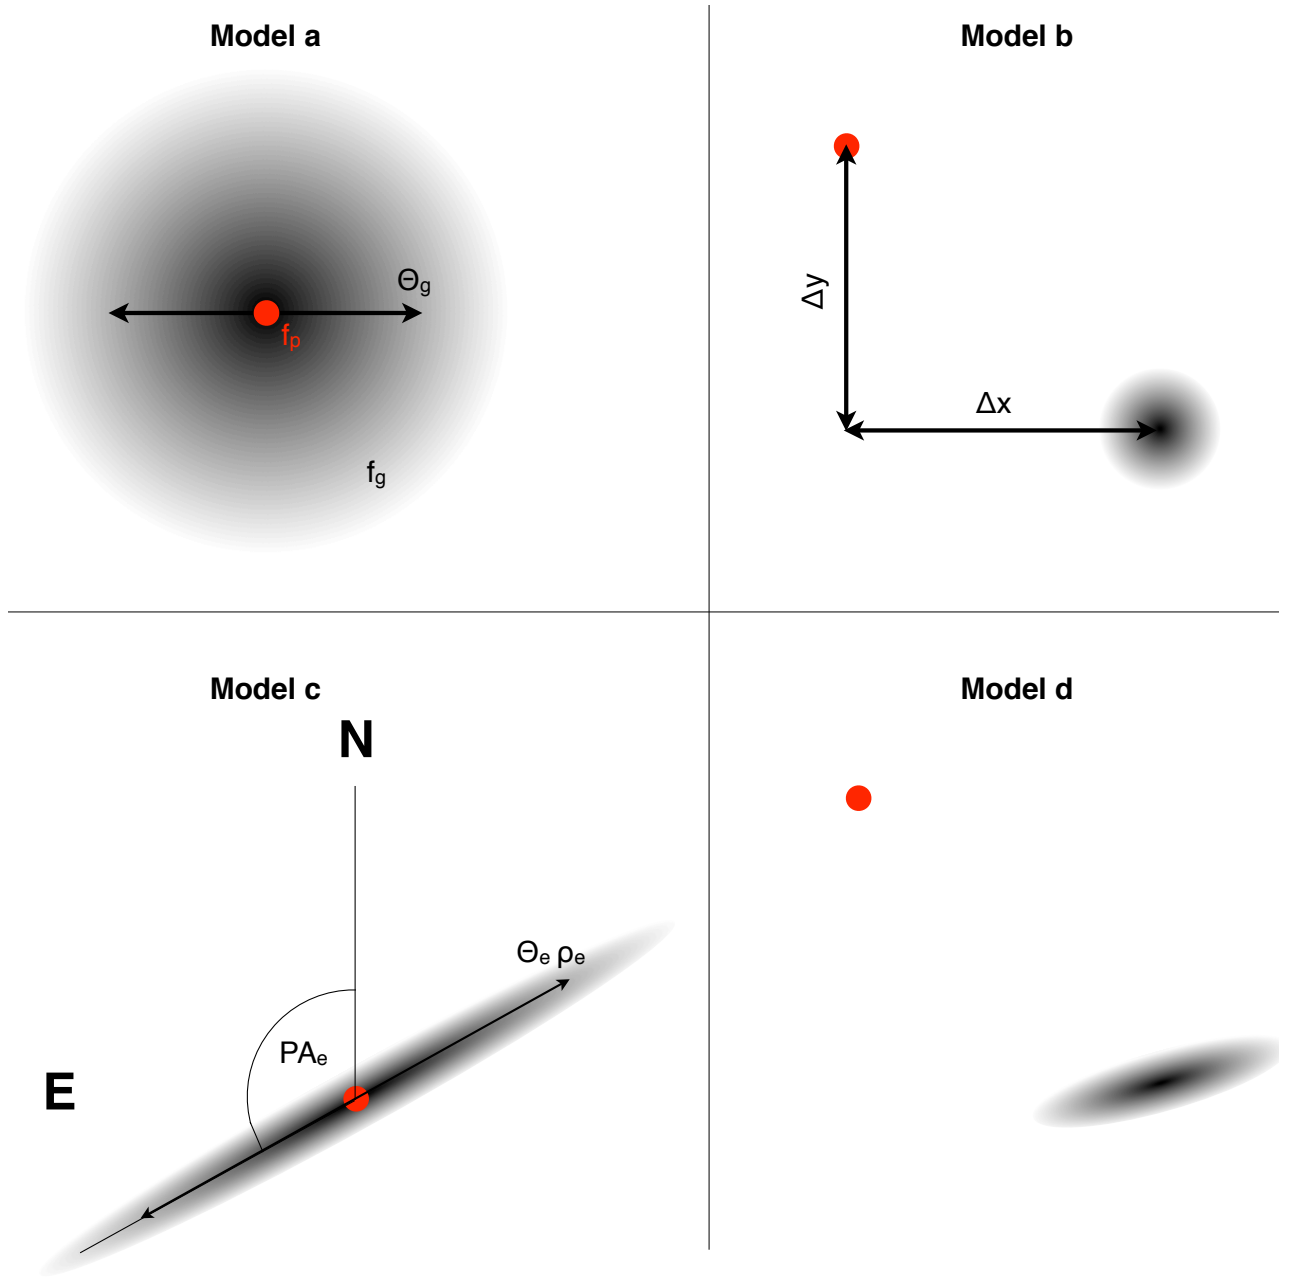 Model a
Θg
fp
fg
Model b
Δy
Δx
Model c
N
Θe ρe
PAe
E
Model d